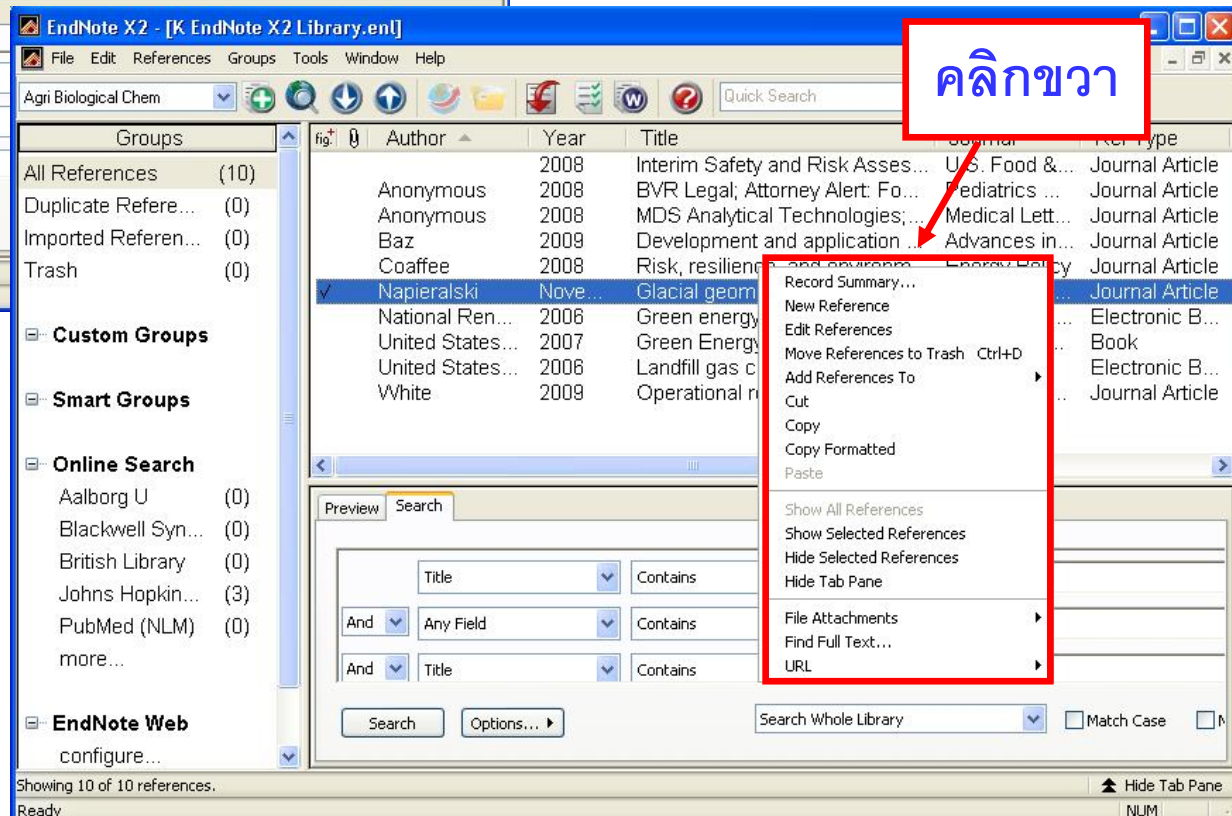 EndNote X2 - [K EndNote X2 Library.enl]
File Edit References Groups Tools Window Help
คลิกขวา
Agri Biological Chem Quick Search
Groups
All References (10)
Duplicate Refere... (0)
Imported Referen... (0)
Trash (0)
Custom Groups
Smart Groups
Online Search
Aalborg U (0)
Blackwell Syn... (0)
British Library (0)
Johns Hopkin... (3)
PubMed (NLM) (0)
more...
EndNote Web
configure...
Author Year Title Journal Ref Type
2008 Interim Safety and Risk Asses... U.S. Food &... Journal Article
Anonymous 2008 BVR Legal; Attorney Alert: Fo... Pediatrics ... Journal Article
Anonymous 2008 MDS Analytical Technologies;... Medical Lett... Journal Article
Baz 2009 Development and application ... Advances in... Journal Article
Coaffee 2008 Risk, resilience, and environm... Energy Policy Journal Article
Napieralski Nove... Glacial geom Journal Article
National Ren... 2006 Green energy Electronic B...
United States... 2007 Green Energy Book
United States... 2006 Landfill gas c Electronic B...
White 2009 Operational r Journal Article
Record Summary...
New Reference
Edit References
Move References to Trash Ctrl+D
Add References To
Cut
Copy
Copy Formatted
Paste
Show All References
Show Selected References
Hide Selected References
Hide Tab Pane
File Attachments
Find Full Text...
URL
Preview Search
Title Contains
And Any Field Contains
And Title Contains
Search Options... Search Whole Library Match Case
Showing 10 of 10 references. Hide Tab Pane
Ready NUM